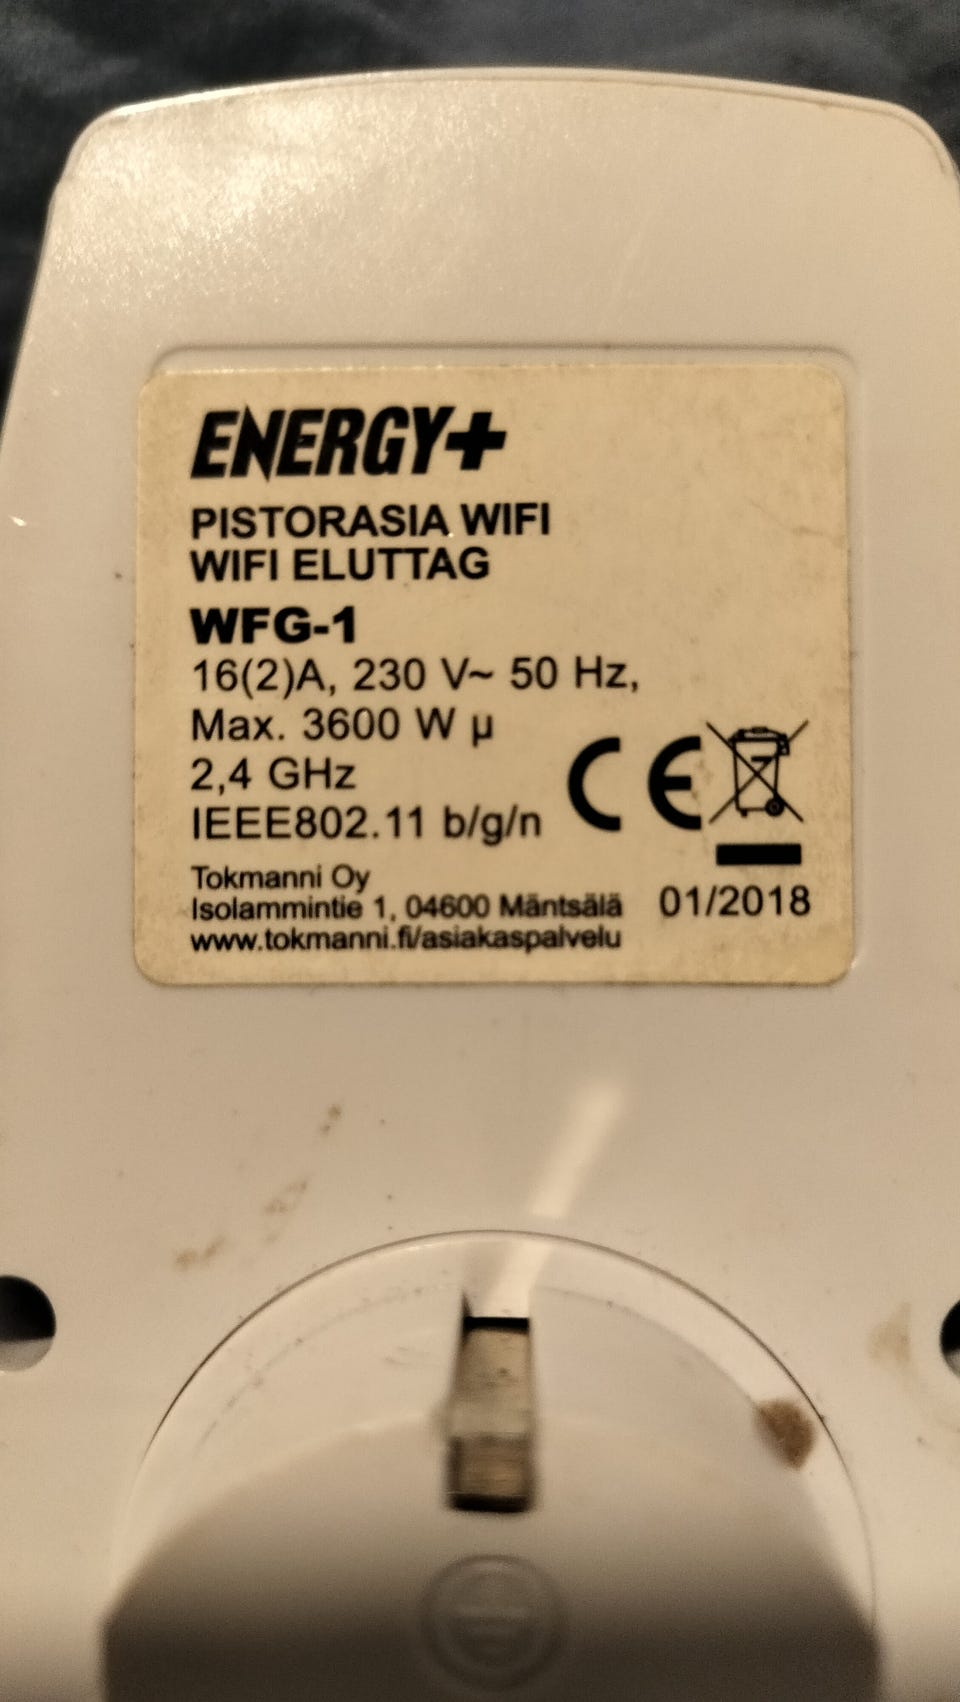 ENERGY+
PISTORASIA WIFI
WIFI ELUTTAG
WFG-1
16(2)A, 230 V~ 50 Hz,
Max. 3600 W µ
2,4 GHz
IEEE802.11 b/g/n
CE
Tokmanni Oy
Isolammintie 1, 04600 Mäntsälä
www.tokmanni.fi/asiakaspalvelu
01/2018